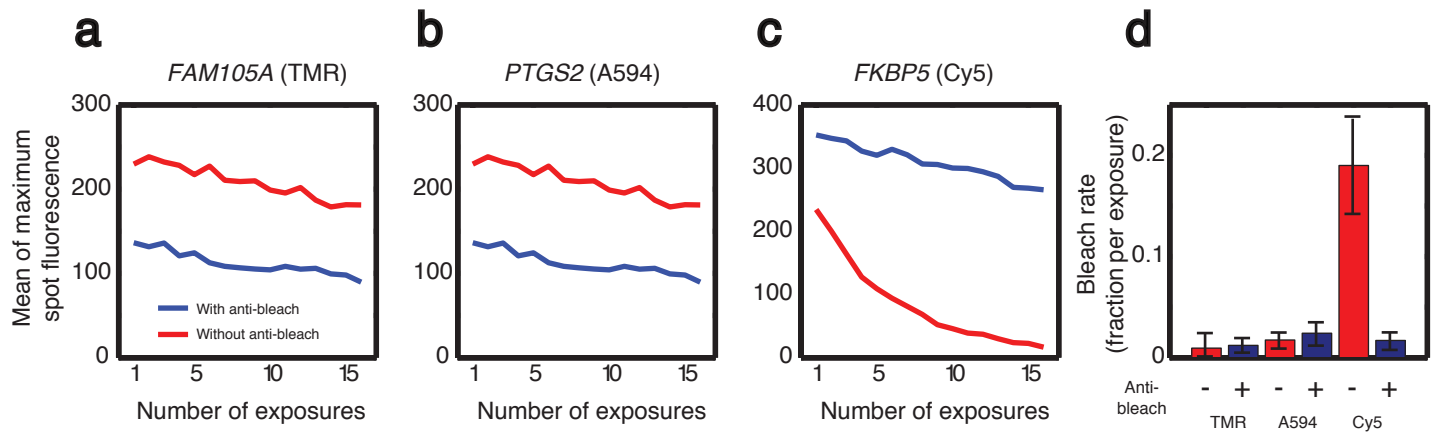 a
FAM105A (TMR)
Mean of maximum
spot fluorescence
300
200
100
0
With anti-bleach
Without anti-bleach
1
5
10
15
Number of exposures
b
PTGS2 (A594)
300
200
100
0
1
5
10
15
Number of exposures
c
FKBP5 (Cy5)
400
300
200
100
0
1
5
10
15
Number of exposures
d
Bleach rate
(fraction per exposure)
0.2
0.1
0
Anti-
bleach
- + - + - +
TMR A594 Cy5